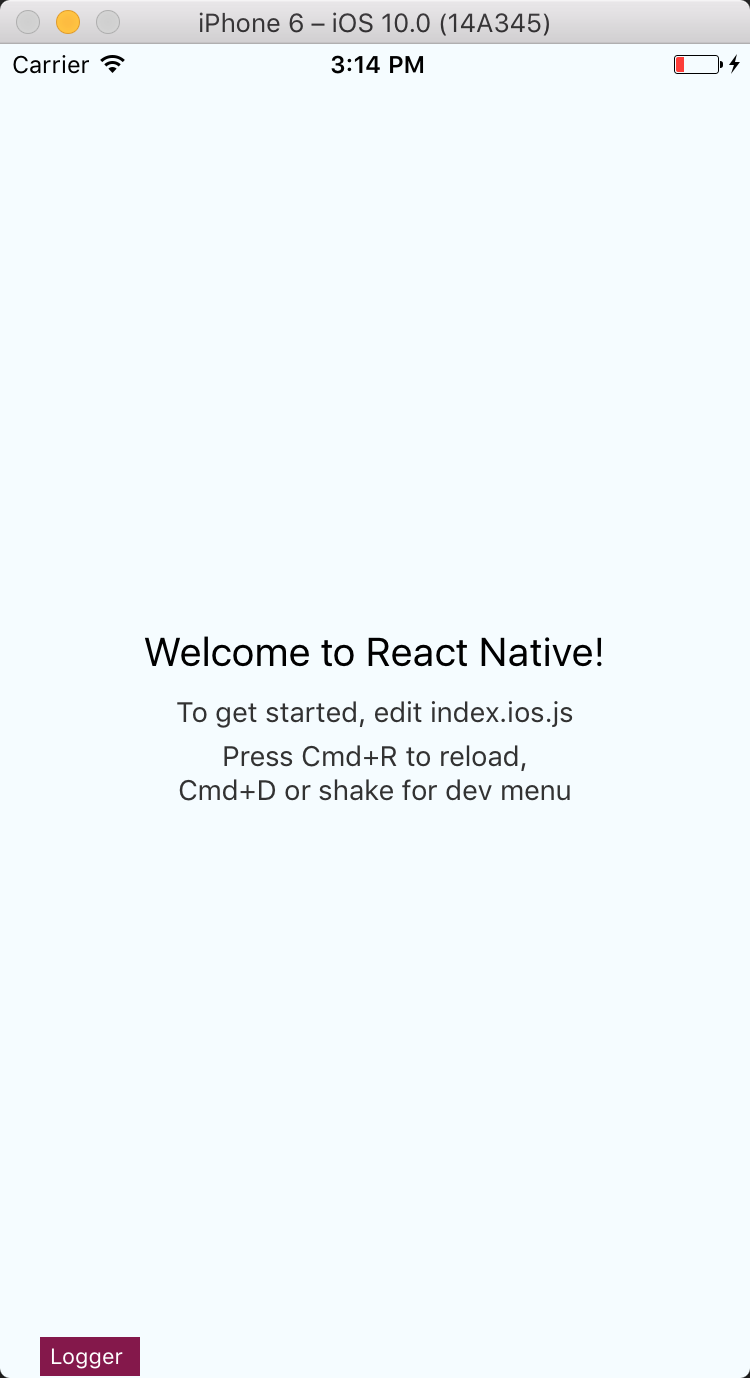 iPhone 6 – iOS 10.0 (14A345)
Carrier 3:14 PM
Welcome to React Native!
To get started, edit index.ios.js
Press Cmd+R to reload,
Cmd+D or shake for dev menu
Logger